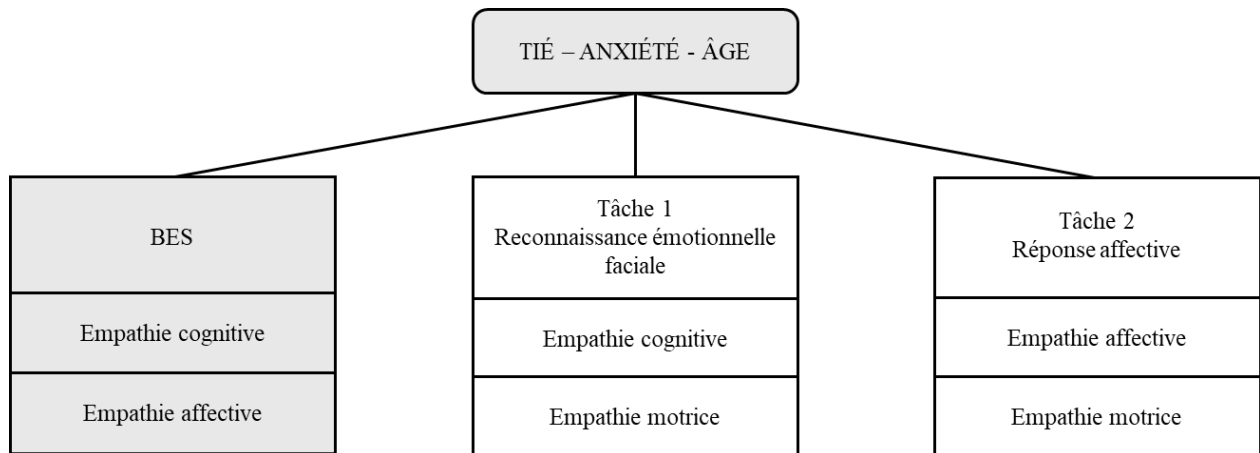 TIÉ – ANXIÉTÉ - ÂGE
BES
Empathie cognitive
Empathie affective
Tâche 1
Reconnaissance émotionnelle
faciale
Empathie cognitive
Empathie motrice
Tâche 2
Réponse affective
Empathie affective
Empathie motrice